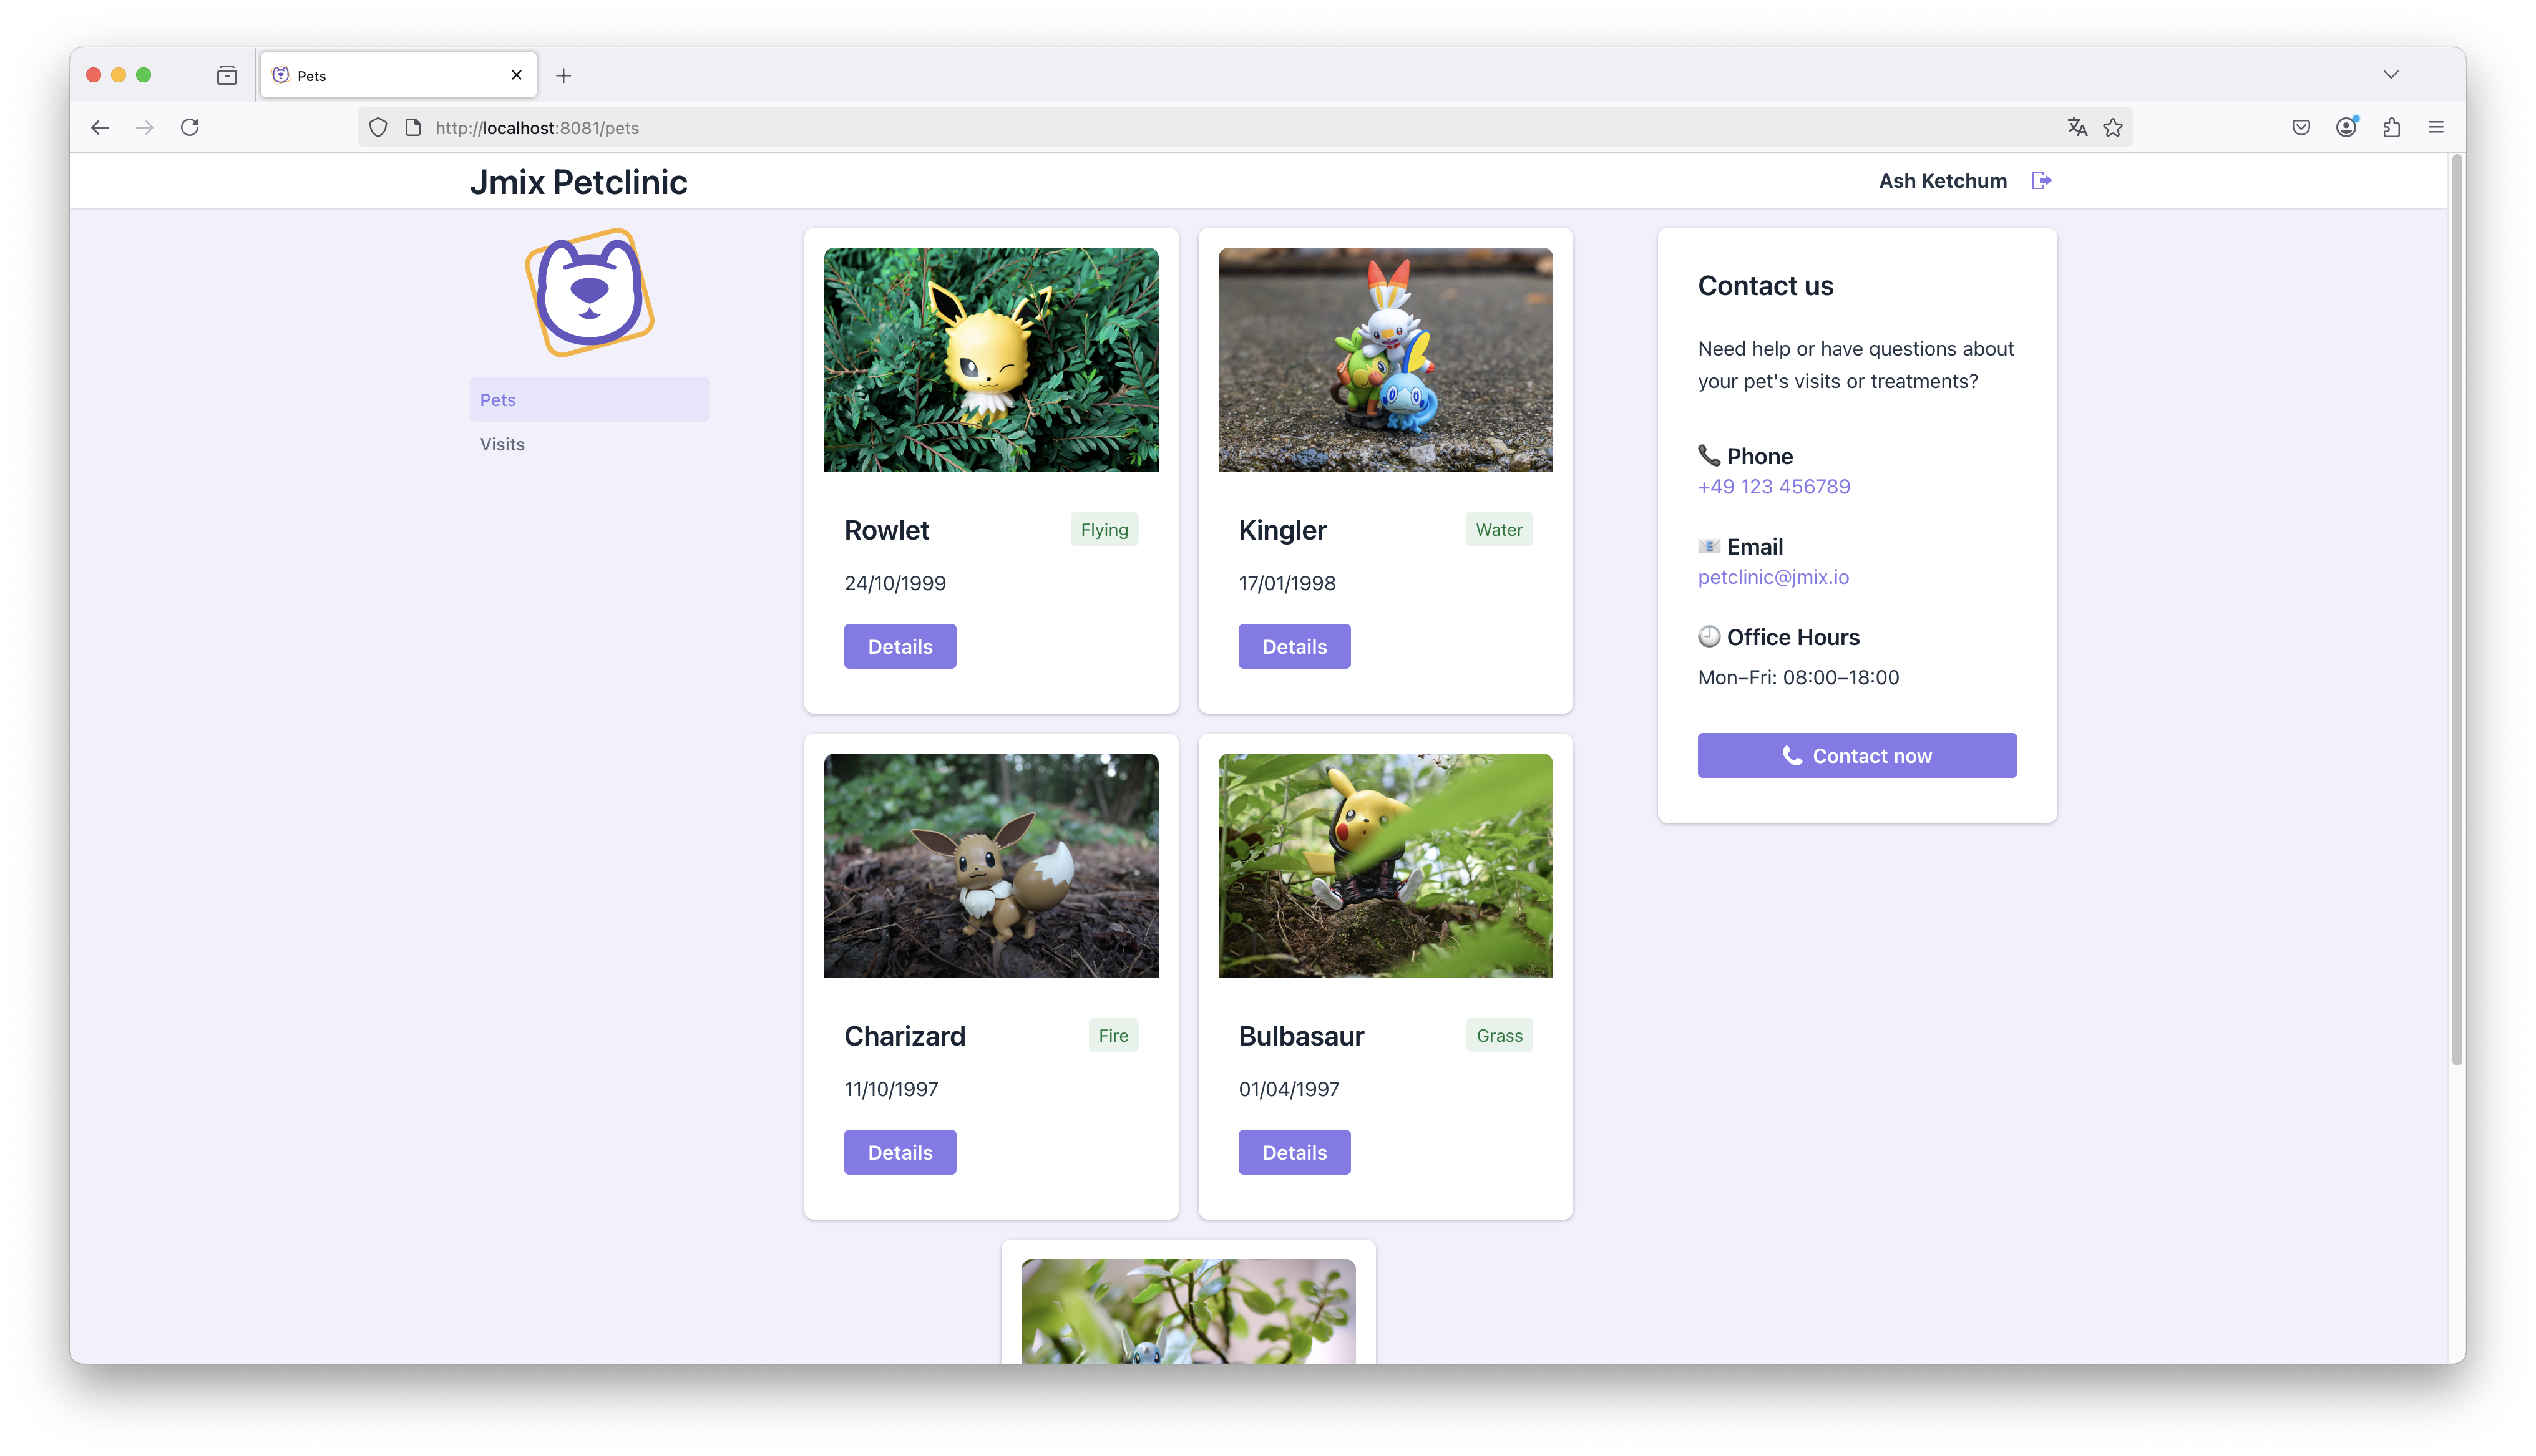 Pets
http://localhost:8081/pets
Jmix Petclinic
Ash Ketchum
Pets
Visits
Rowlet
Flying
24/10/1999
Details
Kingler
Water
17/01/1998
Details
Charizard
Fire
11/10/1997
Details
Bulbasaur
Grass
01/04/1997
Details
Contact us
Need help or have questions about
your pet's visits or treatments?
Phone
+49 123 456789
Email
petclinic@jmix.io
Office Hours
Mon–Fri: 08:00–18:00
Contact now